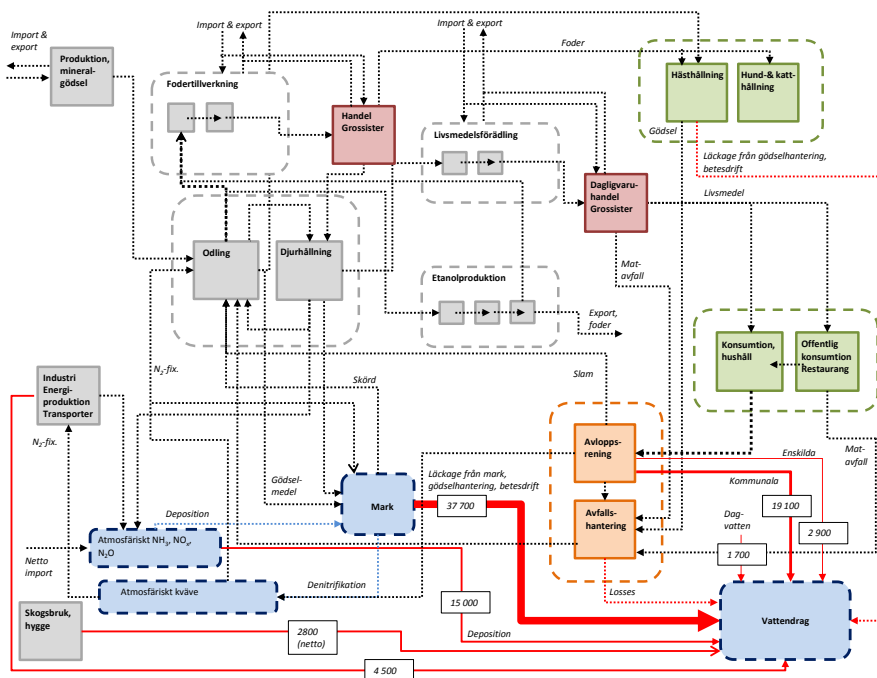 Import & export
Import & export
Import &
export
Produktion,
mineral-
gödsel
Fodertillverkning
Handel
Grossister
Foder
Hästhållning
Hund-& katt-
hållning
Livsmedelsförädling
Gödsel
Läckage från gödselhantering,
betesdrift
Dagligvaru-
handel
Grossister
Livsmedel
Odling
Djurhållning
Mat-
avfall
Etanolproduktion
Export,
foder
Konsumtion,
hushåll
Offentlig
konsumtion
Restaurang
N2-fix.
Skörd
Slam
Industri
Energi-
produktion
Transporter
N2-fix.
Avlopps-
rening
Enskilda
Mat-
avfall
Kommunala
Gödsel-
medel
Läckage från mark,
gödselhantering, betesdrift
Mark
37 700
Avfalls-
hantering
19 100
Dag-
vatten
2 900
1 700
Deposition
Atmosfäriskt NH3, NOx,
N2O
Netto
import
Denitrifikation
Atmosfäriskt kväve
Losses
15 000
Skogsbruk,
hygge
2800
(netto)
Deposition
Vattendrag
4 500